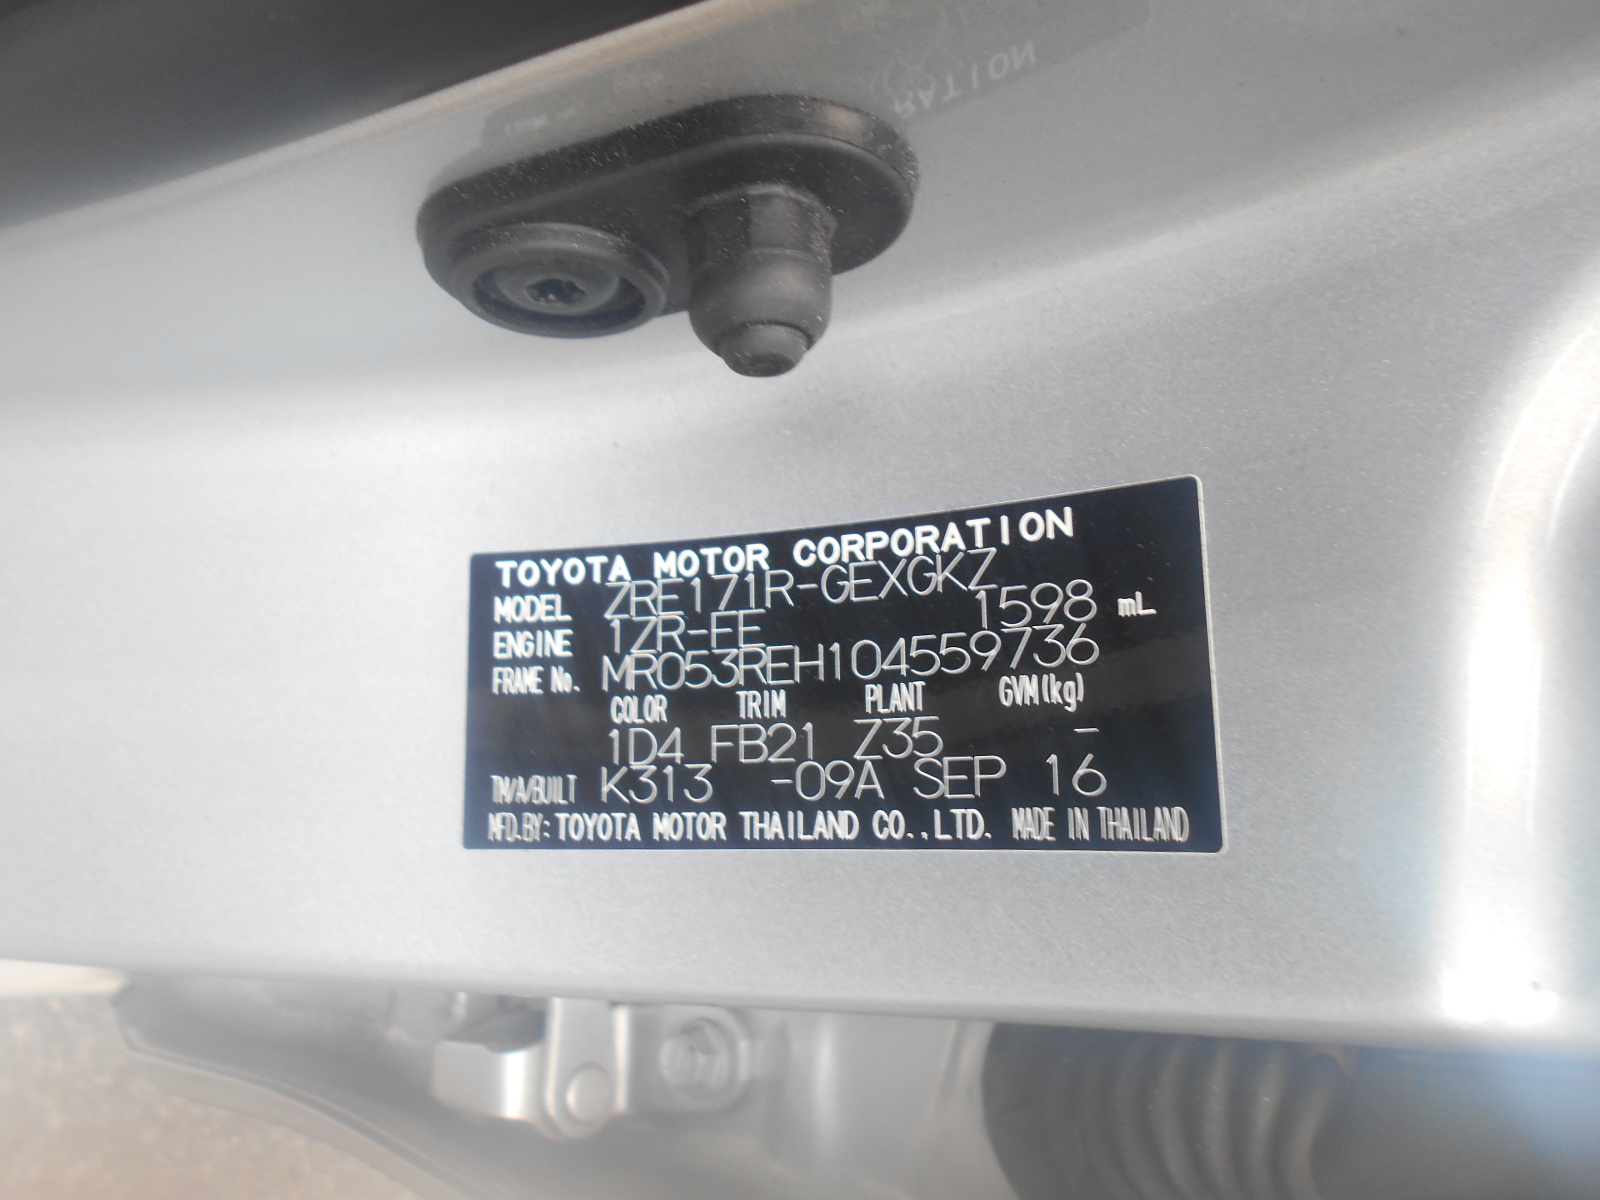 TOYOTA MOTOR CORPORATION
MODEL ZRE171R-GEXGKZ
ENGINE 1ZR-FE 1598 mL
FRAME No. MR053REH104559736
COLOR TRIM PLANT GVM(kg)
1D4 FB21 Z35 -
TM/A/BUILT K313 -09A SEP 16
MFD.BY: TOYOTA MOTOR THAILAND CO.,LTD. MADE IN THAILAND